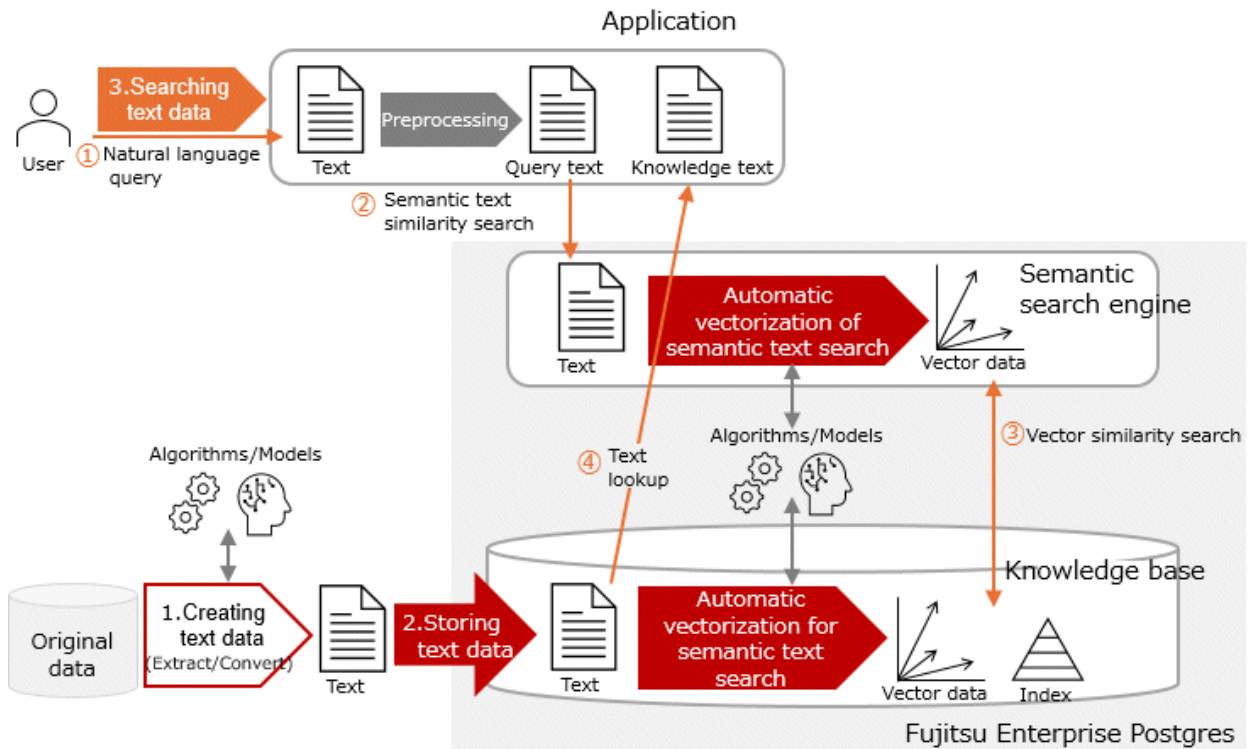 Application
3.Searching
text data
User
①
Natural language
query
Text
Preprocessing
Query text
Knowledge text
②
Semantic text
similarity search
Text
Automatic
vectorization of
semantic text search
Semantic
search engine
Vector data
Algorithms/Models
③
Vector similarity search
④
Text
lookup
Algorithms/Models
Original
data
1.Creating
text data
(Extract/Convert)
Text
2.Storing
text data
Text
Automatic
vectorization for
semantic text
search
Knowledge base
Vector data
Index
Fujitsu Enterprise Postgres